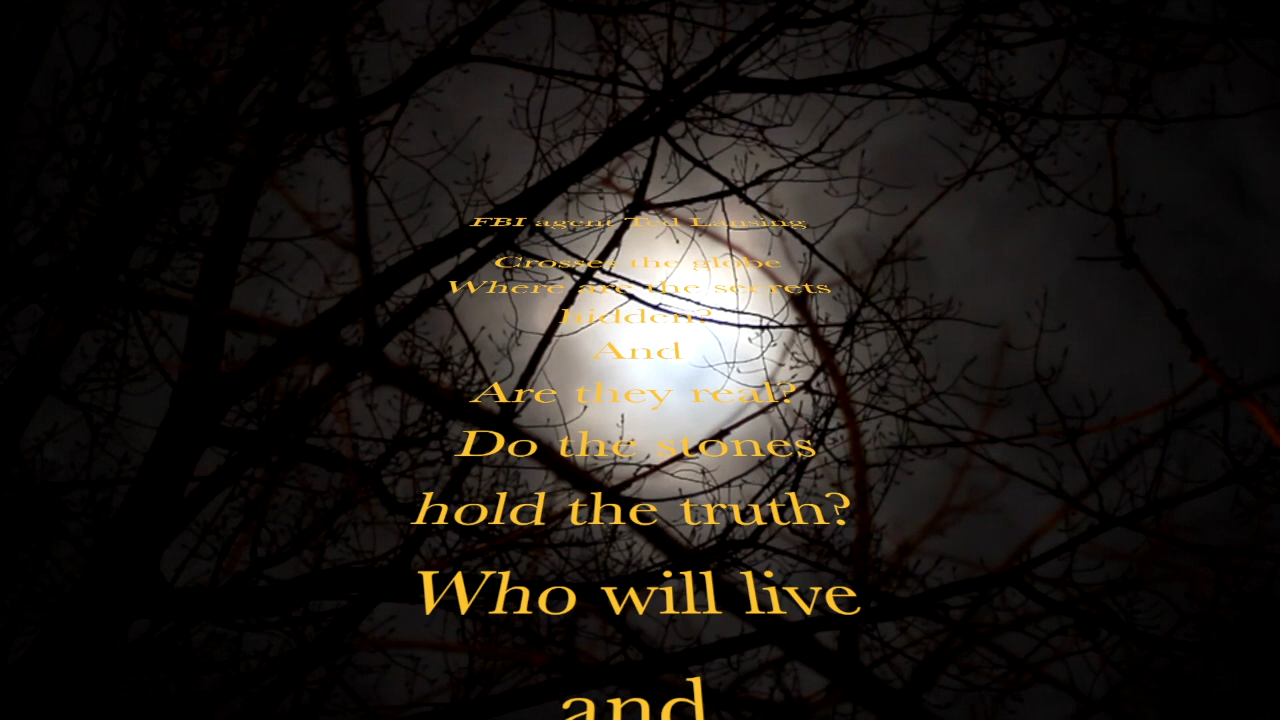 FBI agent Ted Lansing
Crosses the globe
Where are the secrets
hidden?
And
Are they real?
Do the stones
hold the truth?
Who will live
and